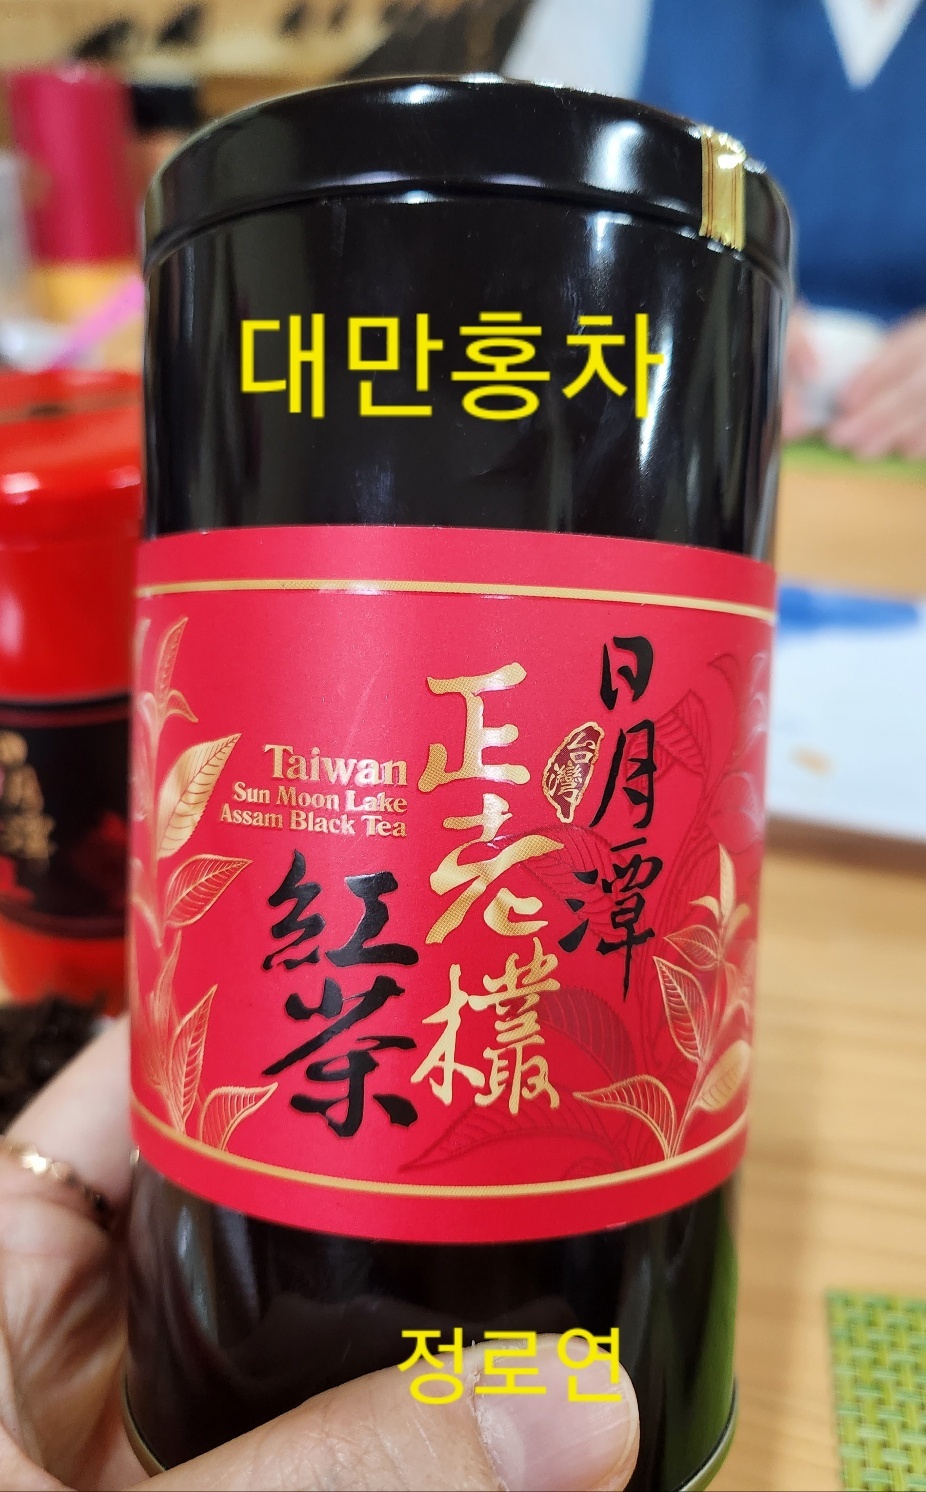 대만홍차
日月潭
台灣
正老欉
紅茶
Taiwan
Sun Moon Lake
Assam Black Tea
정로연